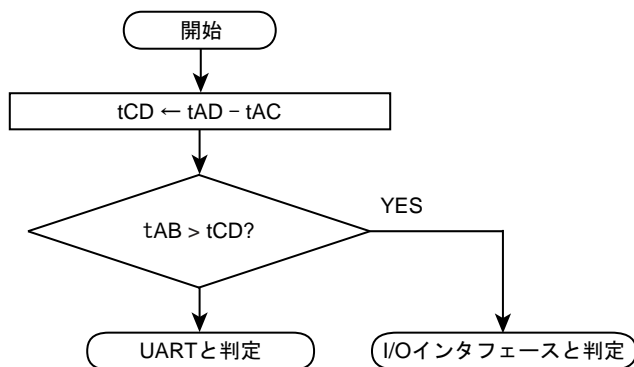 開始
tCD ← tAD − tAC
tAB > tCD?
YES
UARTと判定
I/Oインタフェースと判定